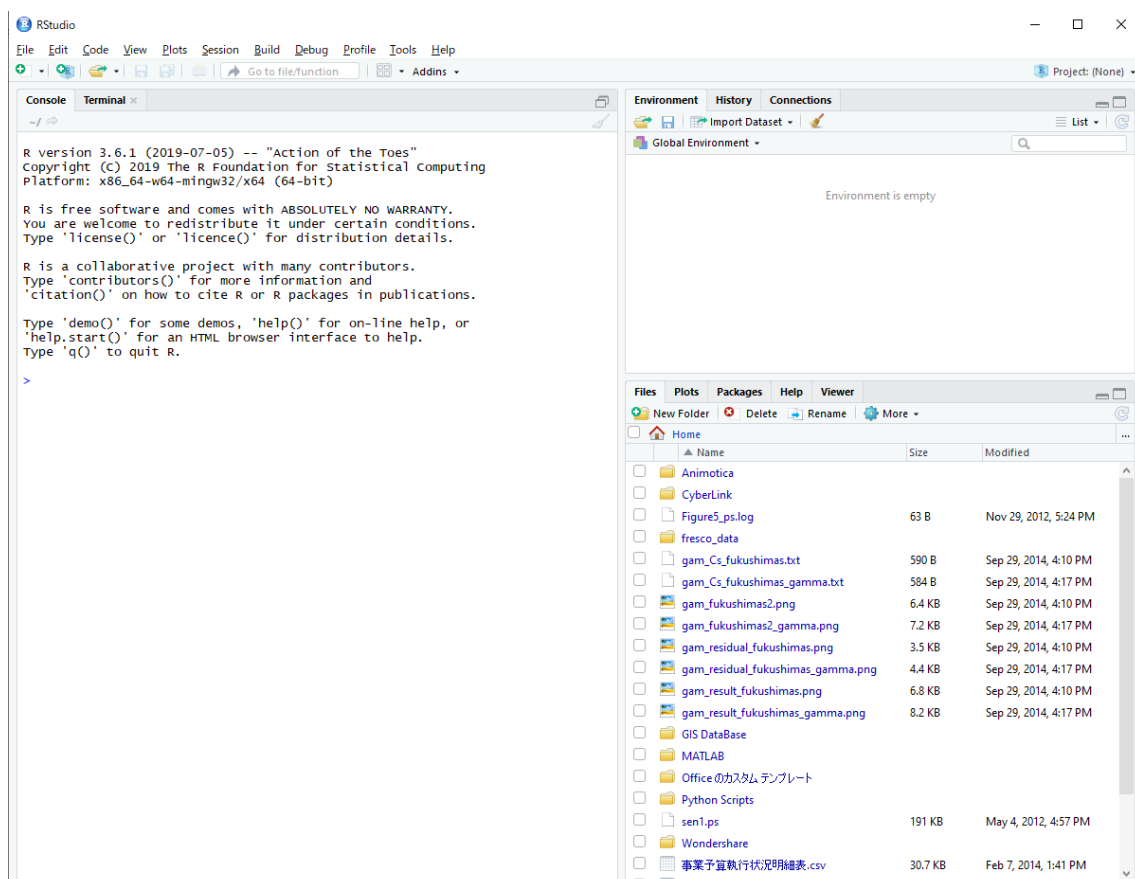 RStudio
File Edit Code View Plots Session Build Debug Profile Tools Help
Go to file/function Addins Project: (None)
Console Terminal
~/
R version 3.6.1 (2019-07-05) -- "Action of the Toes"
Copyright (C) 2019 The R Foundation for Statistical Computing
Platform: x86_64-w64-mingw32/x64 (64-bit)
R is free software and comes with ABSOLUTELY NO WARRANTY.
You are welcome to redistribute it under certain conditions.
Type 'license()' or 'licence()' for distribution details.
R is a collaborative project with many contributors.
Type 'contributors()' for more information and
'citation()' on how to cite R or R packages in publications.
Type 'demo()' for some demos, 'help()' for on-line help, or
'help.start()' for an HTML browser interface to help.
Type 'q()' to quit R.
>
Environment History Connections
Import Dataset List
Global Environment
Environment is empty
Files Plots Packages Help Viewer
New Folder Delete Rename More
Home ...
Name Size Modified
Animotica
CyberLink
Figure5_ps.log 63 B Nov 29, 2012, 5:24 PM
fresco_data
gam_Cs_fukushimas.txt 590 B Sep 29, 2014, 4:10 PM
gam_Cs_fukushimas_gamma.txt 584 B Sep 29, 2014, 4:17 PM
gam_fukushimas2.png 6.4 KB Sep 29, 2014, 4:10 PM
gam_fukushimas2_gamma.png 7.2 KB Sep 29, 2014, 4:17 PM
gam_residual_fukushimas.png 3.5 KB Sep 29, 2014, 4:10 PM
gam_residual_fukushimas_gamma.png 4.4 KB Sep 29, 2014, 4:17 PM
gam_result_fukushimas.png 6.8 KB Sep 29, 2014, 4:10 PM
gam_result_fukushimas_gamma.png 8.2 KB Sep 29, 2014, 4:17 PM
GIS DataBase
MATLAB
Office のカスタム テンプレート
Python Scripts
sen1.ps 191 KB May 4, 2012, 4:57 PM
Wondershare
事業予算執行状況明細表.csv 30.7 KB Feb 7, 2014, 1:41 PM